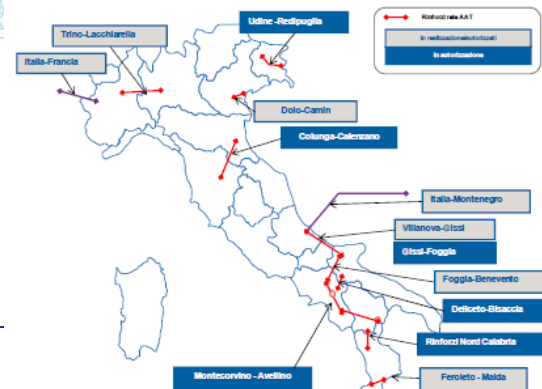 Rinforzi rete AAT
In realizzazione/autorizzati
In autorizzazione
Udine -Redipuglia
Trino-Lacchiarella
Italia-Francia
Dolo-Camin
Colunga-Calenzano
Italia-Montenegro
Villanova-Gissi
Gissi-Foggia
Foggia-Benevento
Deliceto-Bisaccia
Rinforzi Nord Calabria
Montecorvino - Avellino
Feroleto - Maida